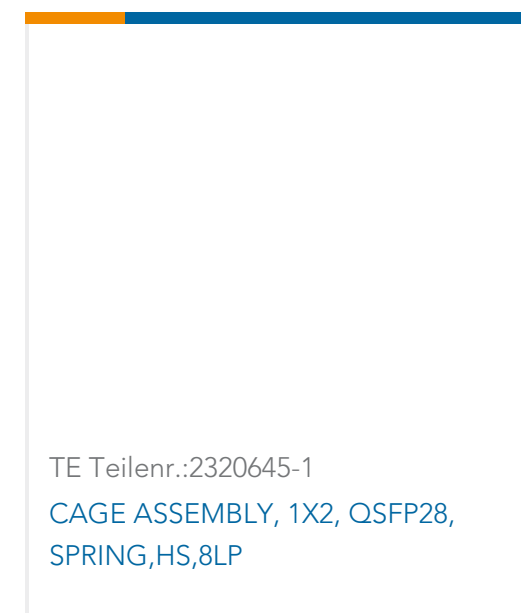 TE Teilenr.:2320645-1
CAGE ASSEMBLY, 1X2, QSFP28,
SPRING,HS,8LP